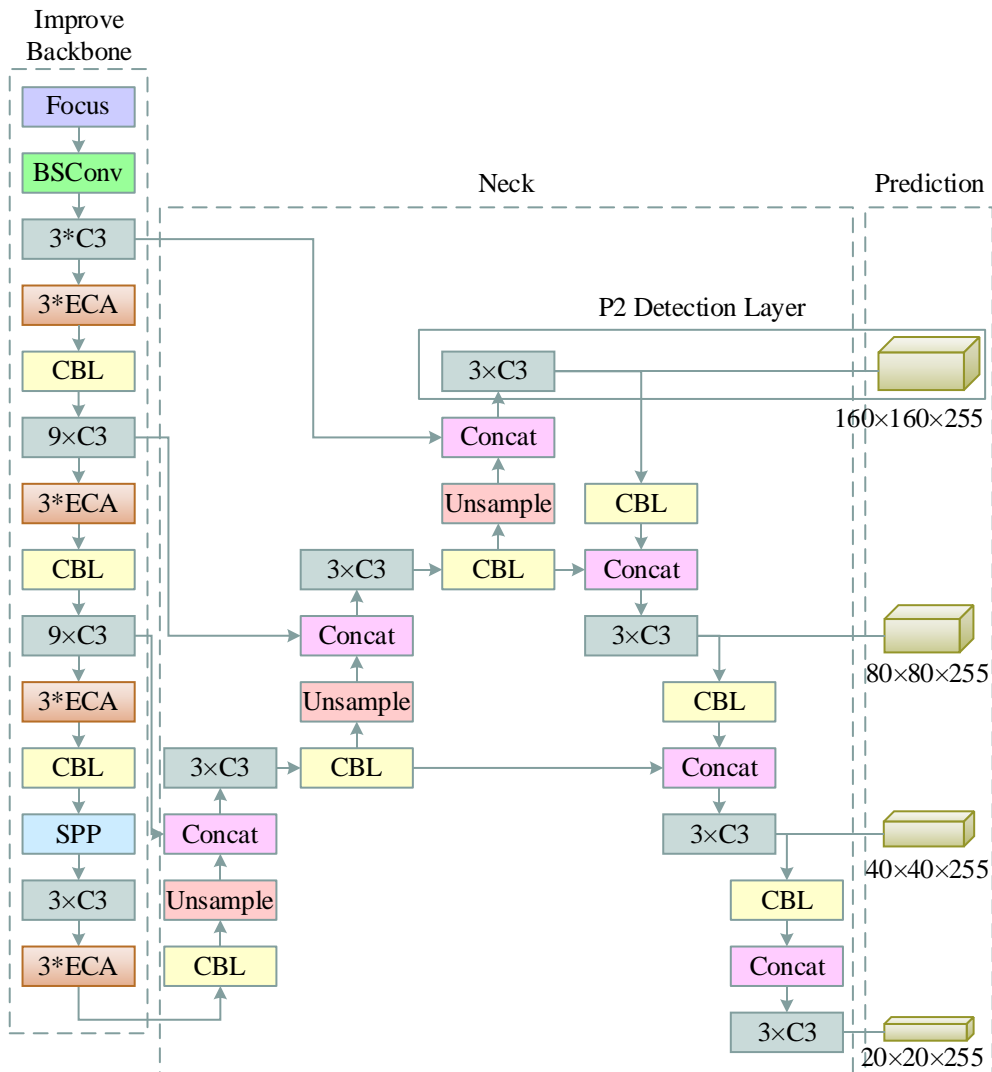 Improve
Backbone
Focus
BSConv
3*C3
3*ECA
CBL
9×C3
3*ECA
CBL
9×C3
3*ECA
CBL
SPP
3×C3
3*ECA
Neck
3×C3
Concat
Unsample
CBL
3×C3
Concat
Unsample
CBL
P2 Detection Layer
3×C3
Concat
Unsample
CBL
CBL
Concat
3×C3
CBL
Concat
3×C3
CBL
Concat
3×C3
Prediction
160×160×255
80×80×255
40×40×255
20×20×255